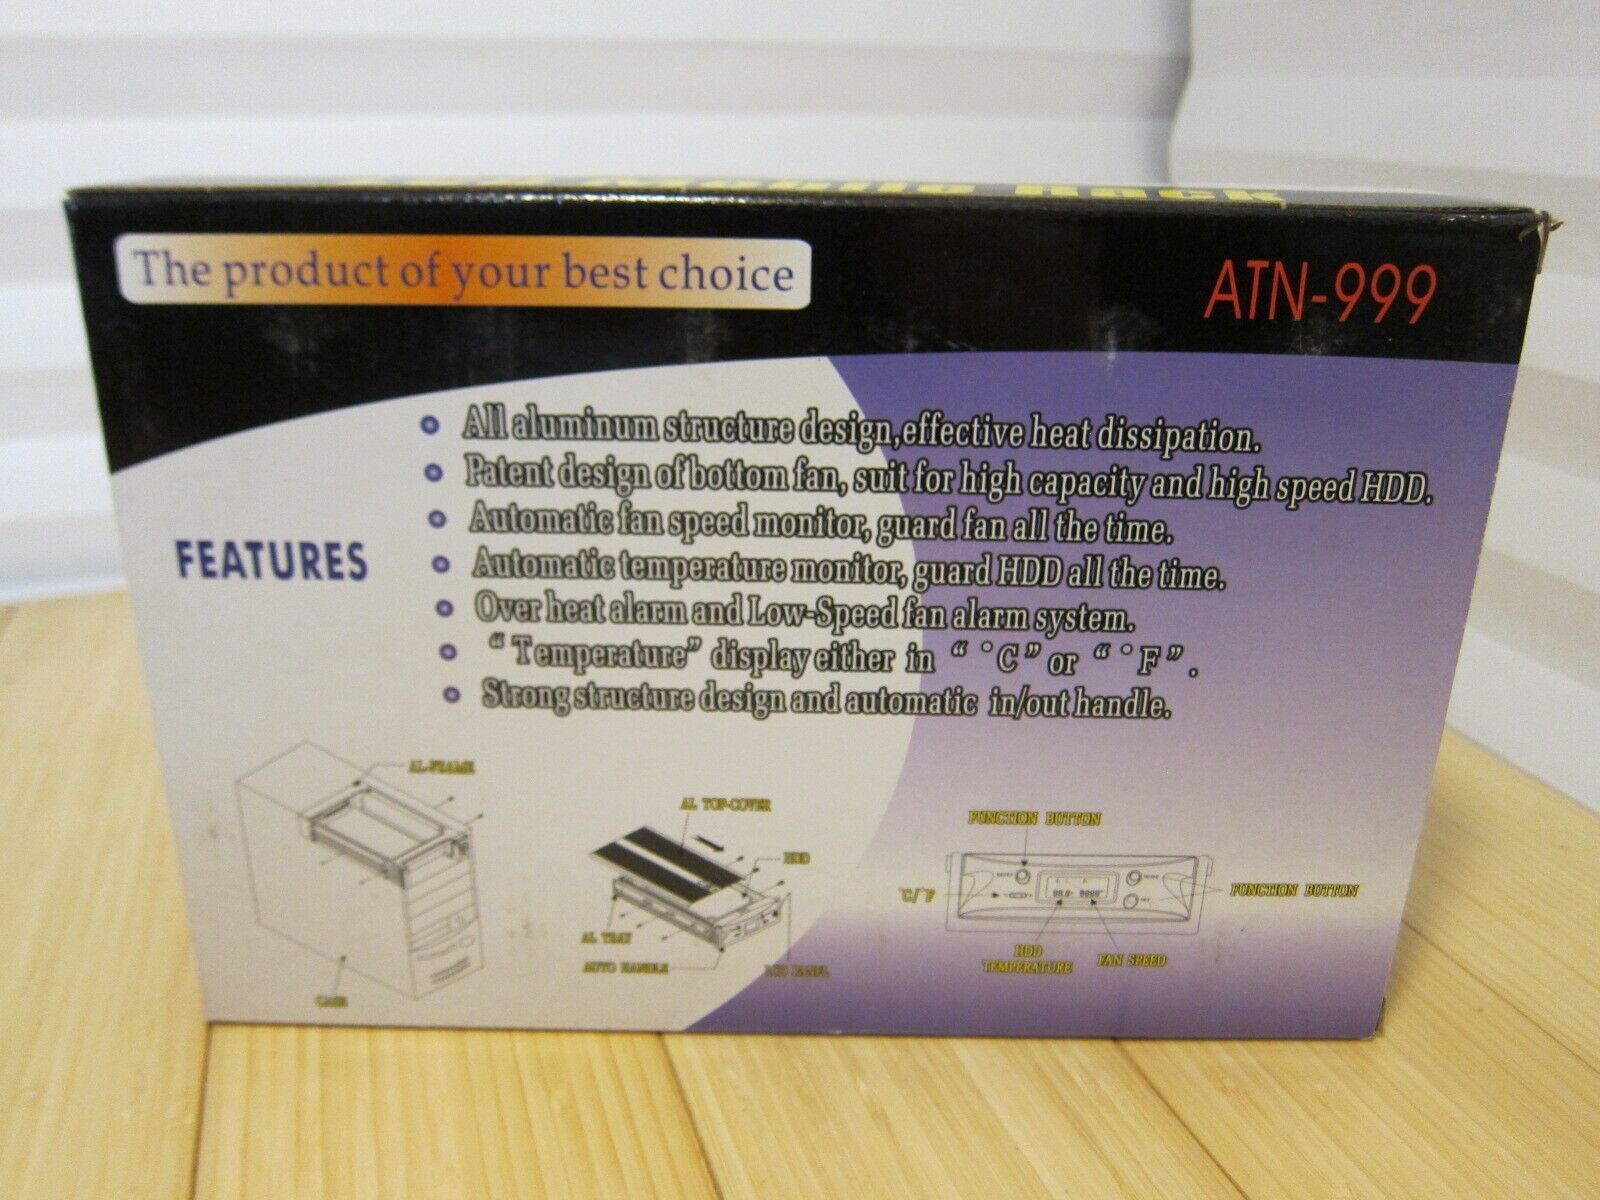 Mobile Rack
The product of your best choice
ATN-999
FEATURES
All aluminum structure design,effective heat dissipation.
Patent design of bottom fan, suit for high capacity and high speed HDD.
Automatic fan speed monitor, guard fan all the time.
Automatic temperature monitor, guard HDD all the time.
Over heat alarm and Low-Speed fan alarm system.
“ Temperature” display either in “ °C ” or “ °F ” .
Strong structure design and automatic in/out handle.
AL-FRAME
CASE
AL TOP-COVER
HDD
AL TRAY
AUTO HANDLE
LCD PANEL
FUNCTION BUTTON
°C/°F
FUNCTION BUTTON
HDD
TEMPERATURE
FAN SPEED